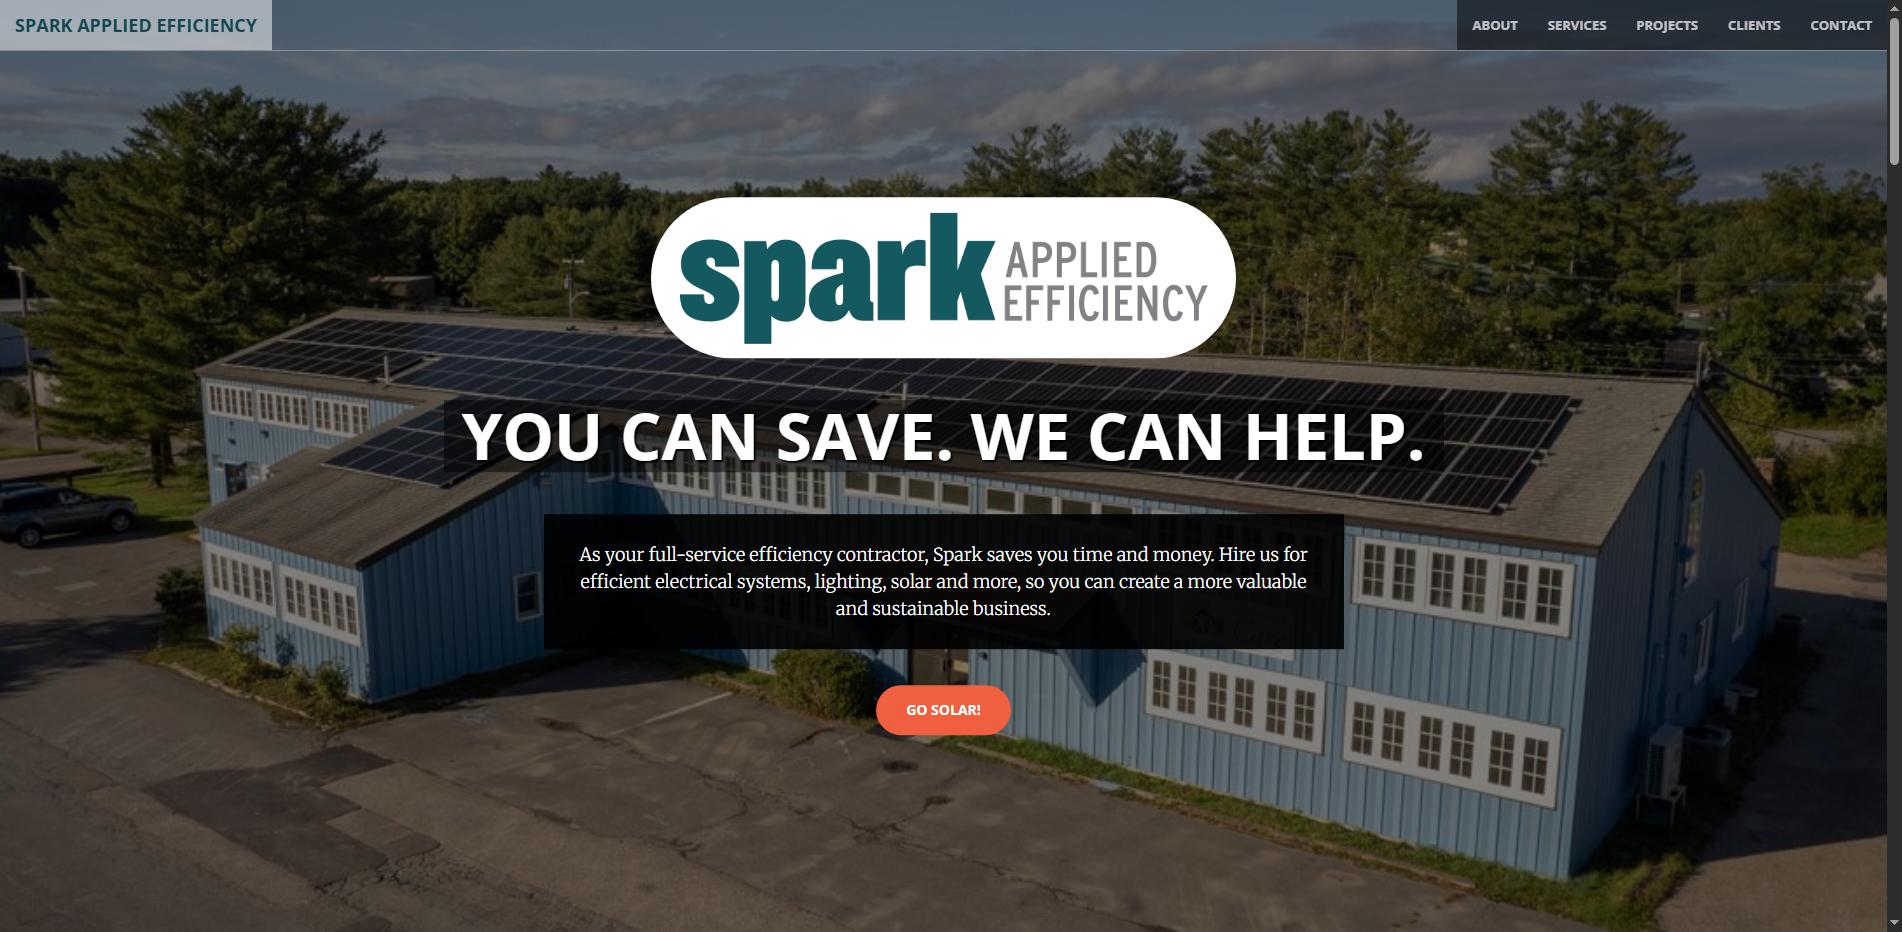 SPARK APPLIED EFFICIENCY
ABOUT SERVICES PROJECTS CLIENTS CONTACT
spark APPLIED
EFFICIENCY
YOU CAN SAVE. WE CAN HELP.
As your full-service efficiency contractor, Spark saves you time and money. Hire us for
efficient electrical systems, lighting, solar and more, so you can create a more valuable
and sustainable business.
GO SOLAR!